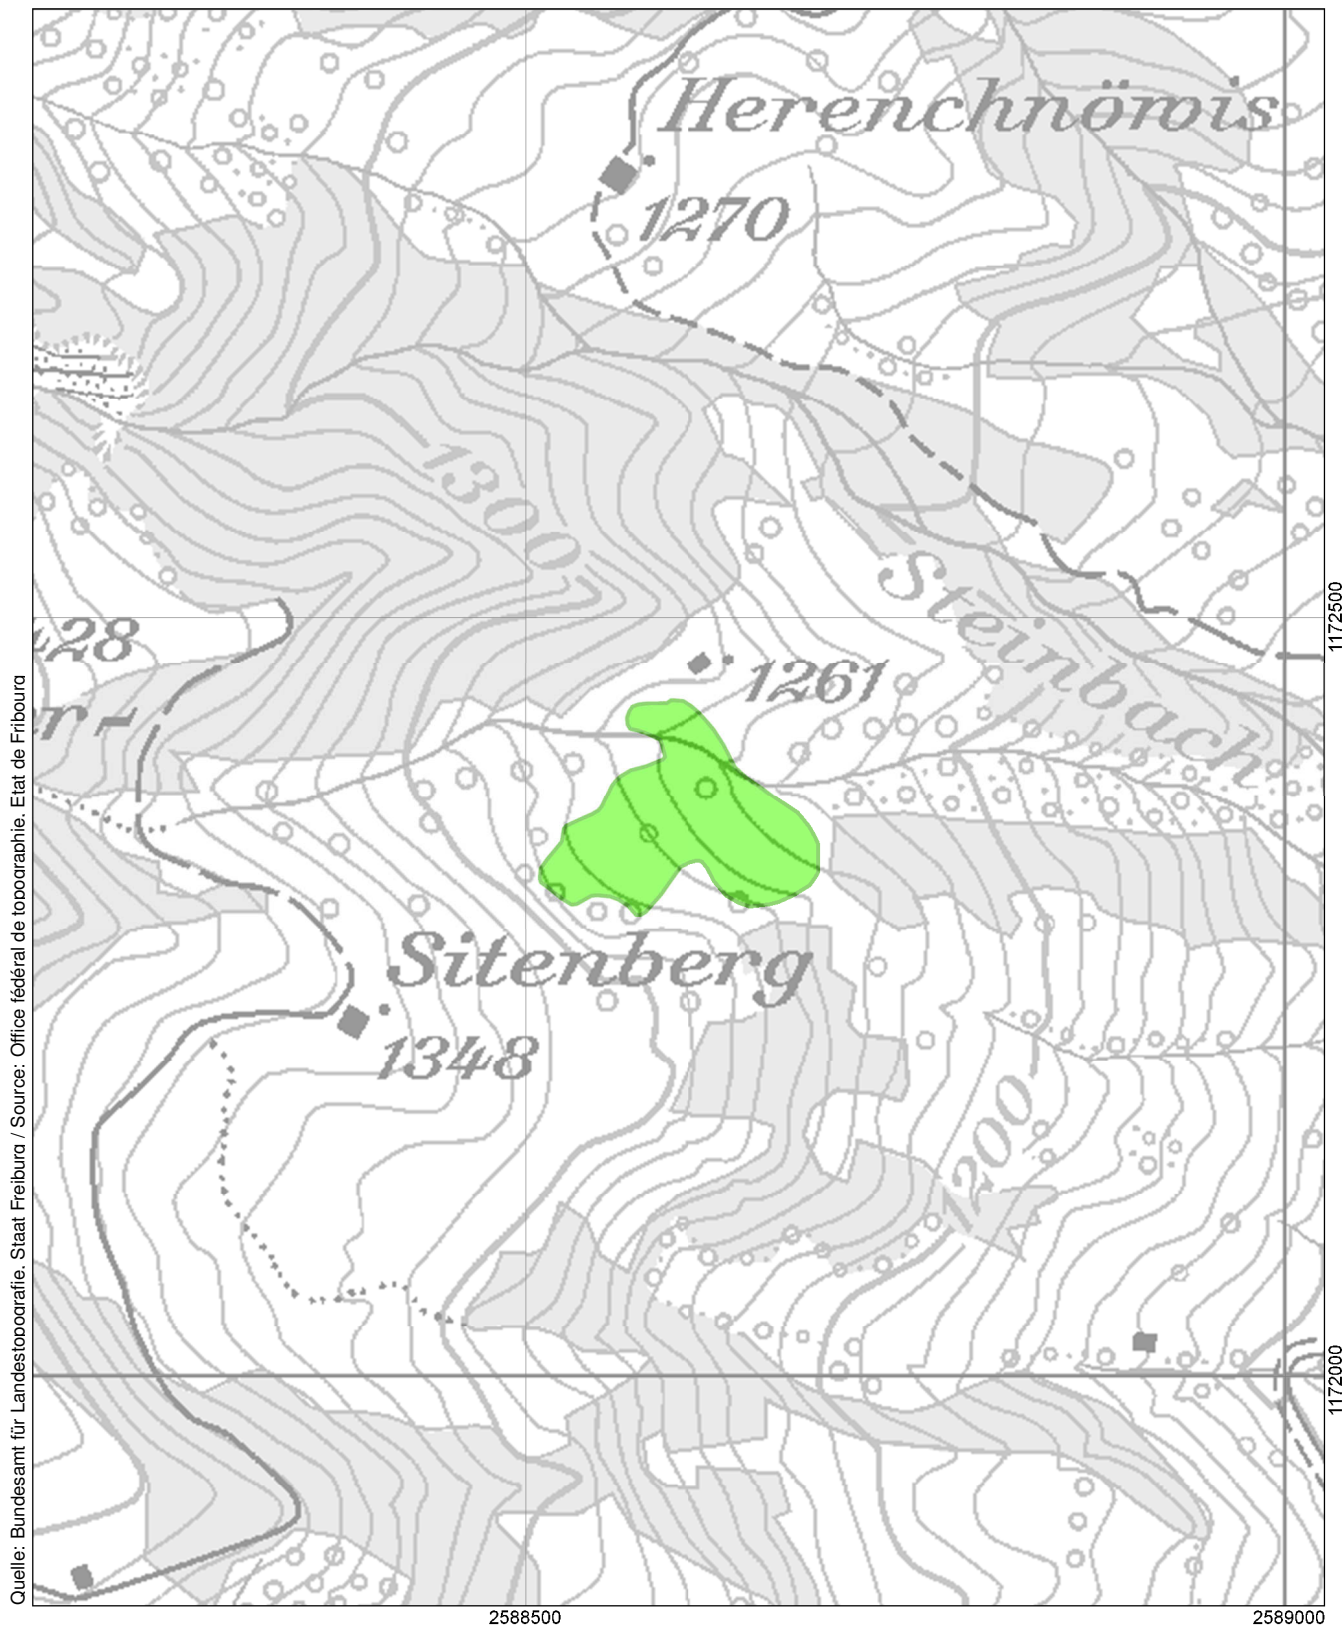 Herenchnöwis
1270
1300
Steinbach
28
1261
r-
Sitenberg
1348
1200
1172500
1172000
2588500
2589000
Quelle: Bundesamt für Landestopografie. Staat Freiburg / Source: Office fédéral de topographie. Etat de Fribourg